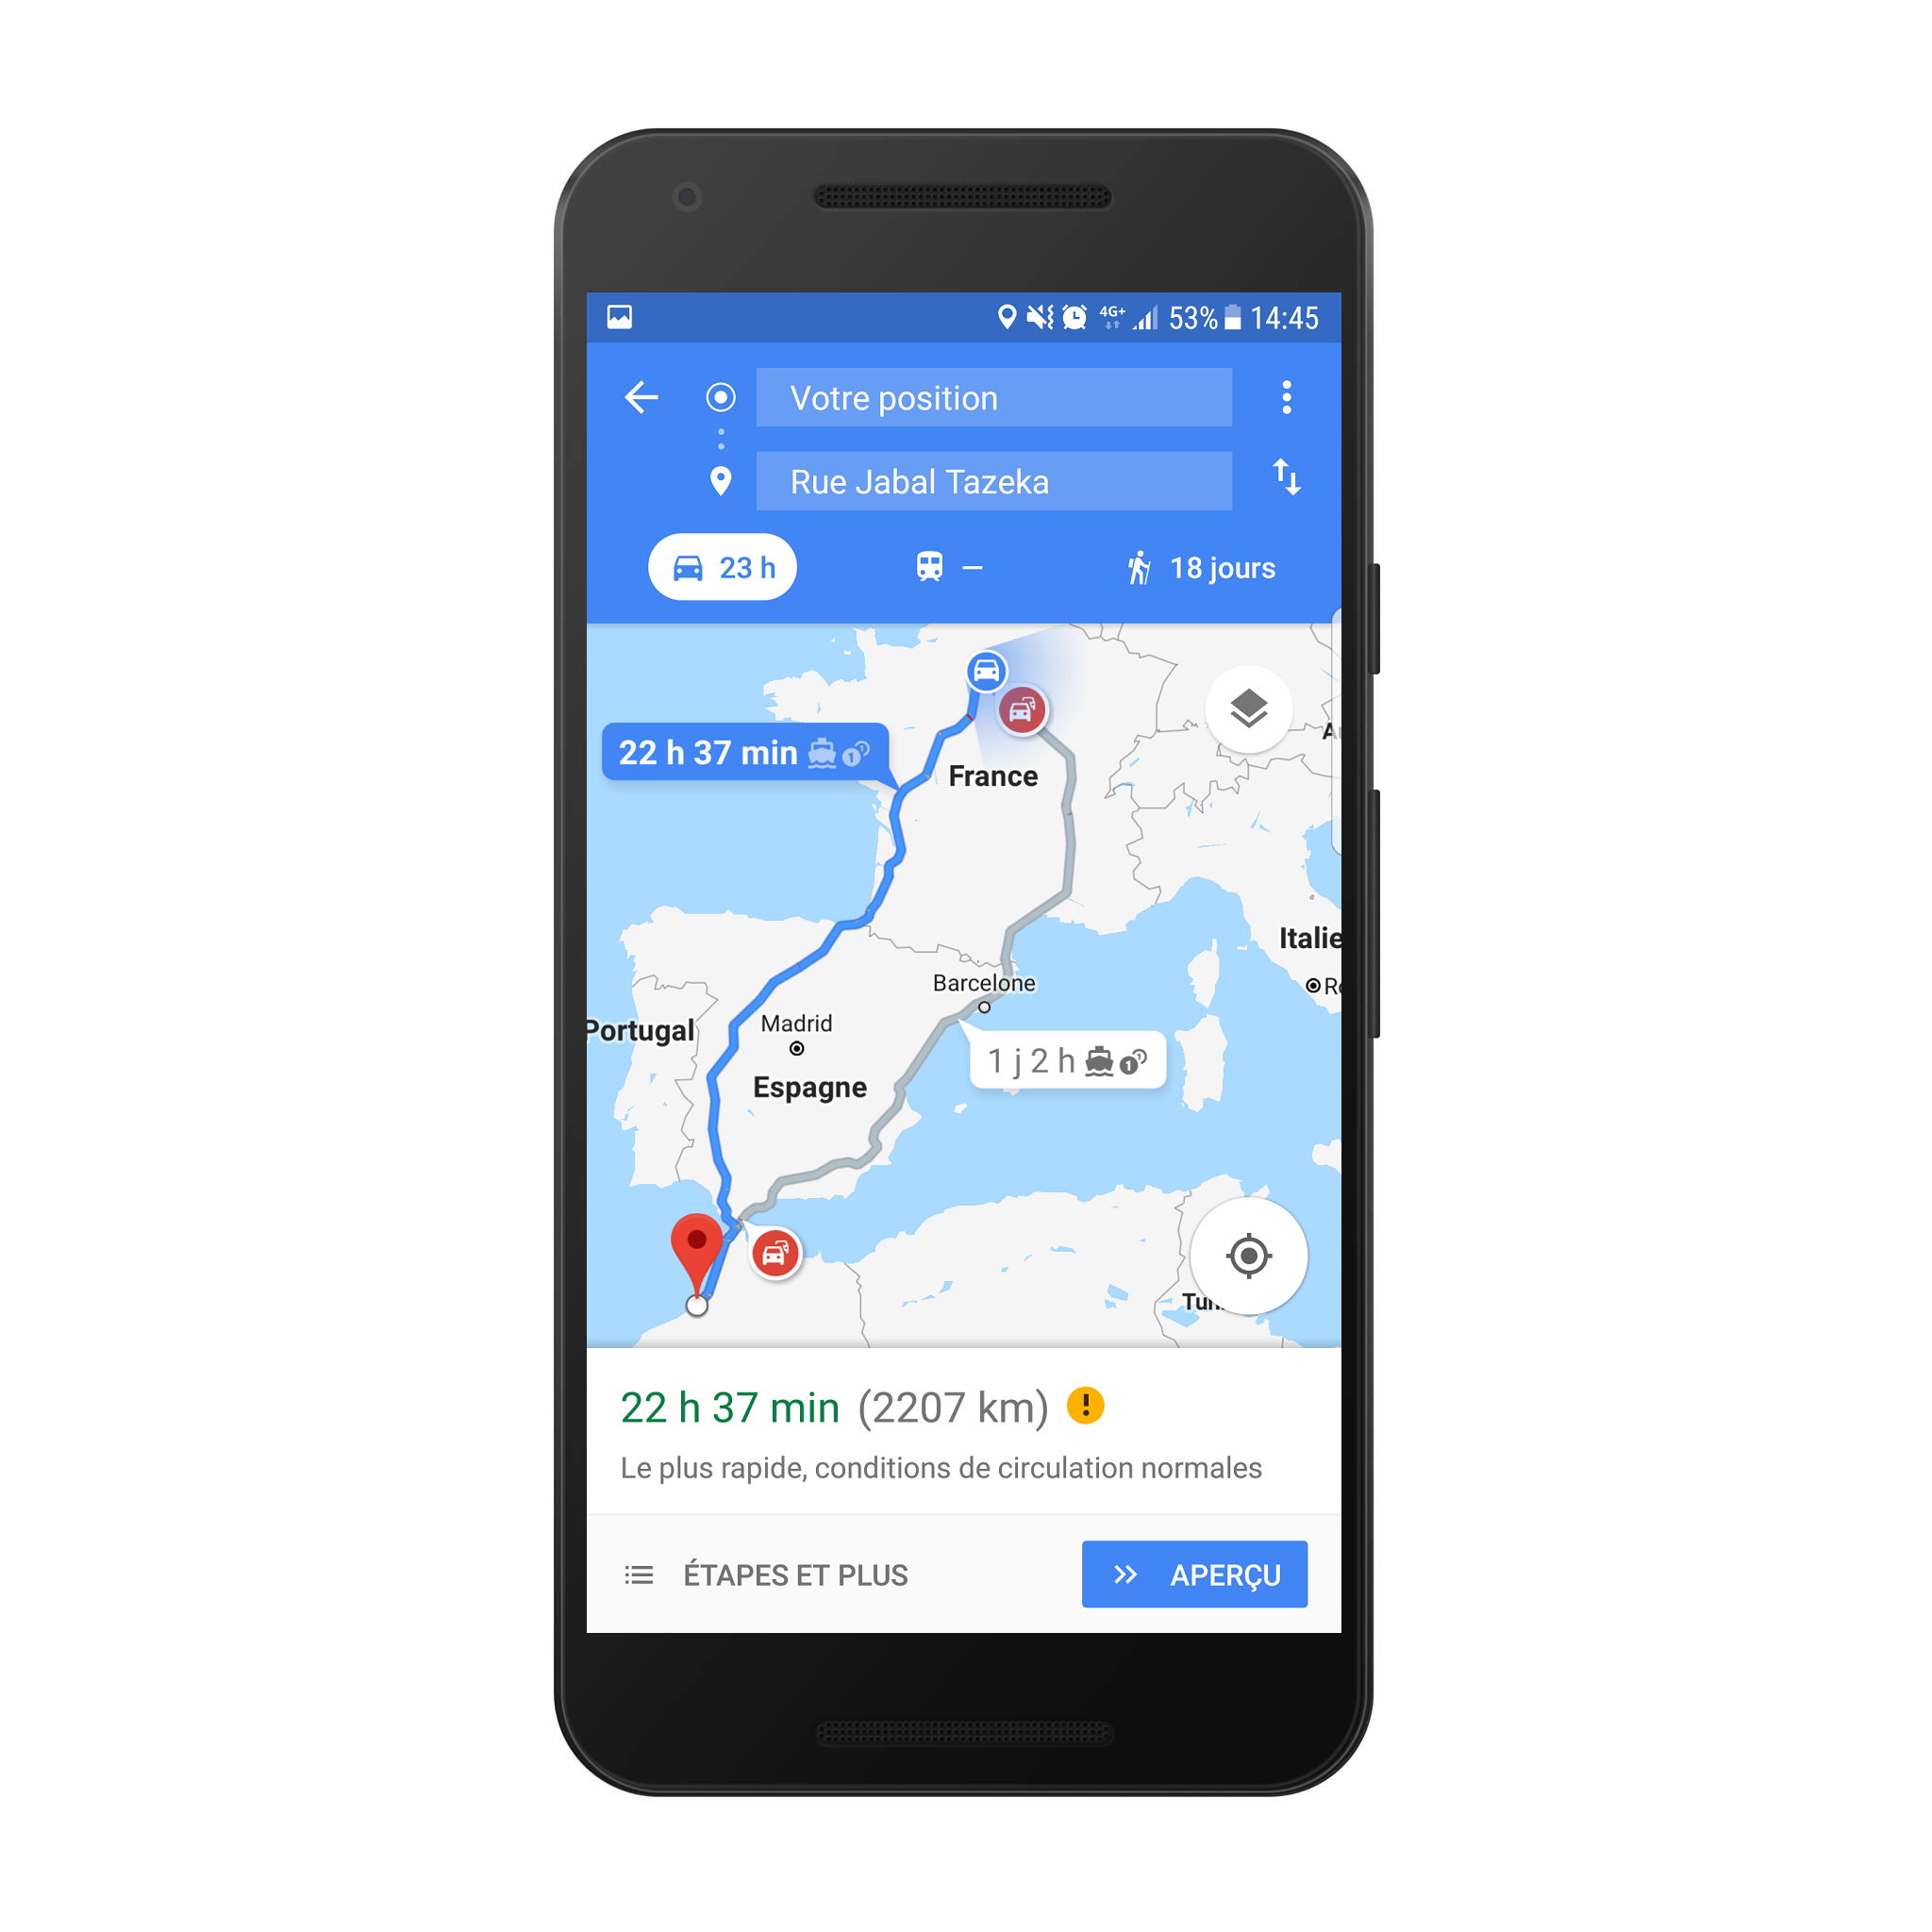 4G+ 53% 14:45
Votre position
Rue Jabal Tazeka
23 h – 18 jours
22 h 37 min
France
Italie
Barcelone
Portugal
Madrid
1 j 2 h
Espagne
22 h 37 min (2207 km)
Le plus rapide, conditions de circulation normales
ÉTAPES ET PLUS
APERÇU